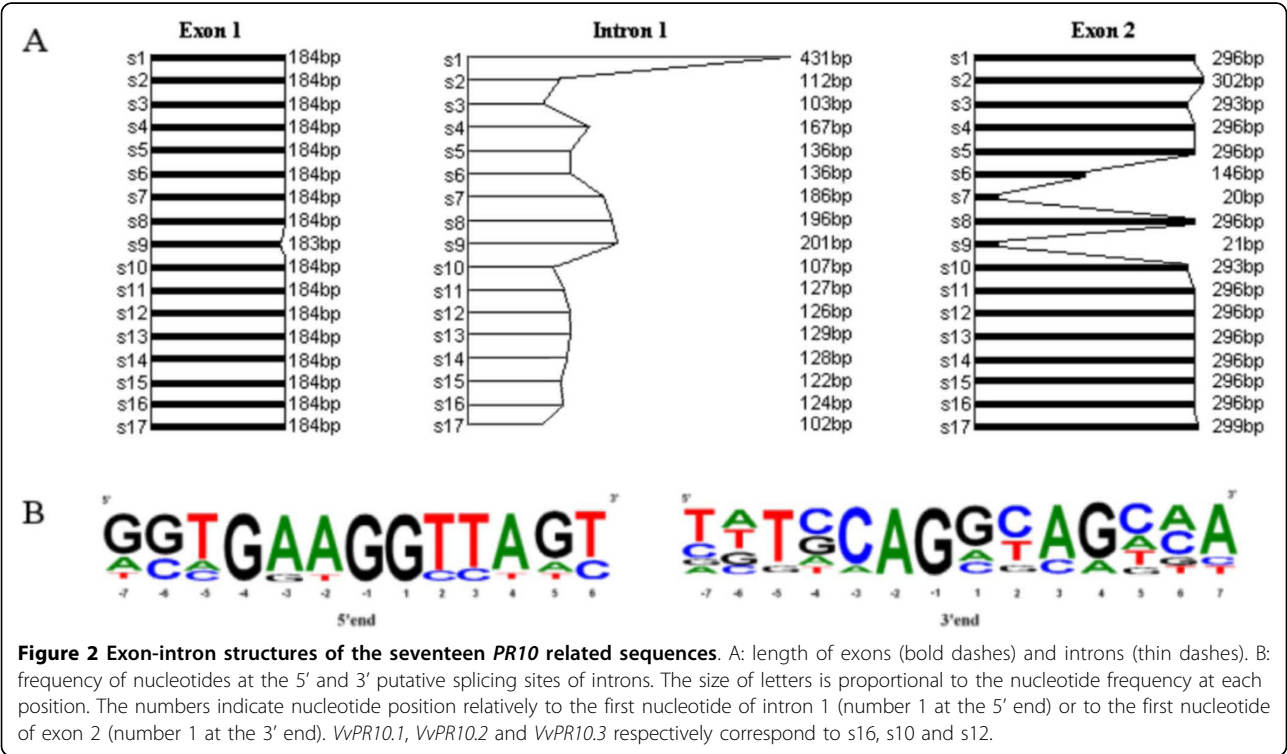 A
Exon 1 Intron 1 Exon 2
s1 184bp s1 431bp s1 296bp
s2 184bp s2 112bp s2 302bp
s3 184bp s3 103bp s3 293bp
s4 184bp s4 167bp s4 296bp
s5 184bp s5 136bp s5 296bp
s6 184bp s6 136bp s6 146bp
s7 184bp s7 186bp s7 20bp
s8 184bp s8 196bp s8 296bp
s9 183bp s9 201bp s9 21bp
s10 184bp s10 107bp s10 293bp
s11 184bp s11 127bp s11 296bp
s12 184bp s12 126bp s12 296bp
s13 184bp s13 129bp s13 296bp
s14 184bp s14 128bp s14 296bp
s15 184bp s15 122bp s15 296bp
s16 184bp s16 124bp s16 296bp
s17 184bp s17 102bp s17 299bp
B
5' 3' 5' 3'
GGTGAAGGTTAGT TATCCAGGCAGCAA
-7 -6 -5 -4 -3 -2 -1 1 2 3 4 5 6 -7 -6 -5 -4 -3 -2 -1 1 2 3 4 5 6 7
5'end 3'end
Figure 2 Exon-intron structures of the seventeen PR10 related sequences. A: length of exons (bold dashes) and introns (thin dashes). B:
frequency of nucleotides at the 5' and 3' putative splicing sites of introns. The size of letters is proportional to the nucleotide frequency at each
position. The numbers indicate nucleotide position relatively to the first nucleotide of intron 1 (number 1 at the 5' end) or to the first nucleotide
of exon 2 (number 1 at the 3' end). VvPR10.1, VvPR10.2 and VvPR10.3 respectively correspond to s16, s10 and s12.